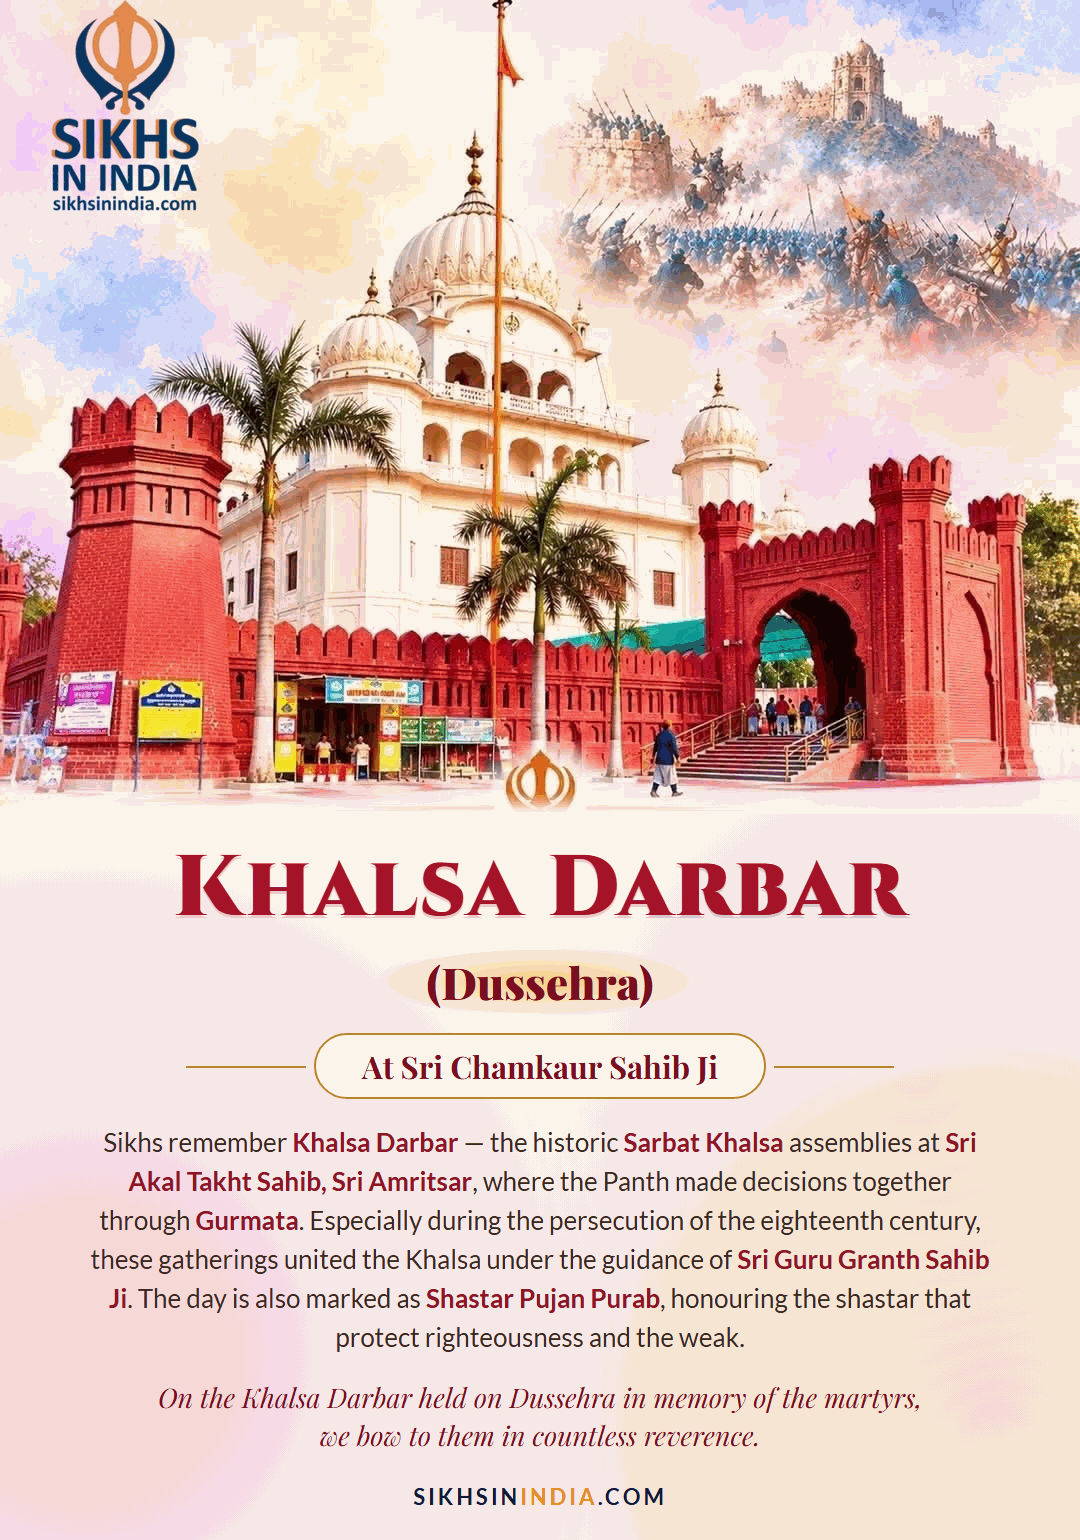 SIKHS
IN INDIA
sikhsinindia.com
KHALSA DARBAR
(Dussehra)
At Sri Chamkaur Sahib Ji
Sikhs remember Khalsa Darbar — the historic Sarbat Khalsa assemblies at Sri
Akal Takht Sahib, Sri Amritsar, where the Panth made decisions together
through Gurmata. Especially during the persecution of the eighteenth century,
these gatherings united the Khalsa under the guidance of Sri Guru Granth Sahib
Ji. The day is also marked as Shastar Pujan Purab, honouring the shastar that
protect righteousness and the weak.
On the Khalsa Darbar held on Dussehra in memory of the martyrs,
we bow to them in countless reverence.
SIKHSININDIA.COM